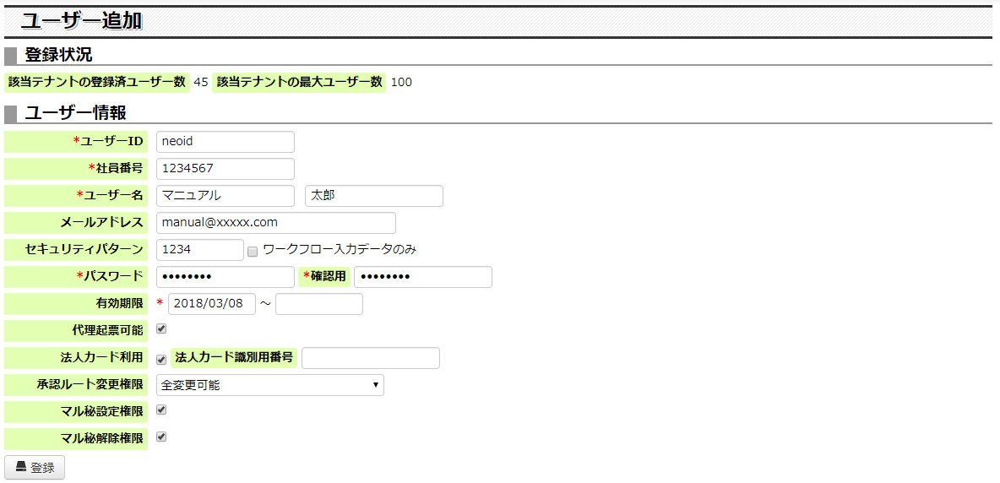 ユーザー追加
登録状況
該当テナントの登録済ユーザー数 45 該当テナントの最大ユーザー数 100
ユーザー情報
*ユーザーID neoid
*社員番号 1234567
*ユーザー名 マニュアル 太郎
メールアドレス manual@xxxxx.com
セキュリティパターン 1234 ワークフロー入力データのみ
*パスワード •••••••• *確認用 ••••••••
有効期限 * 2018/03/08 ～
代理起票可能
法人カード利用 法人カード識別用番号
承認ルート変更権限 全変更可能
マル秘設定権限
マル秘解除権限
登録